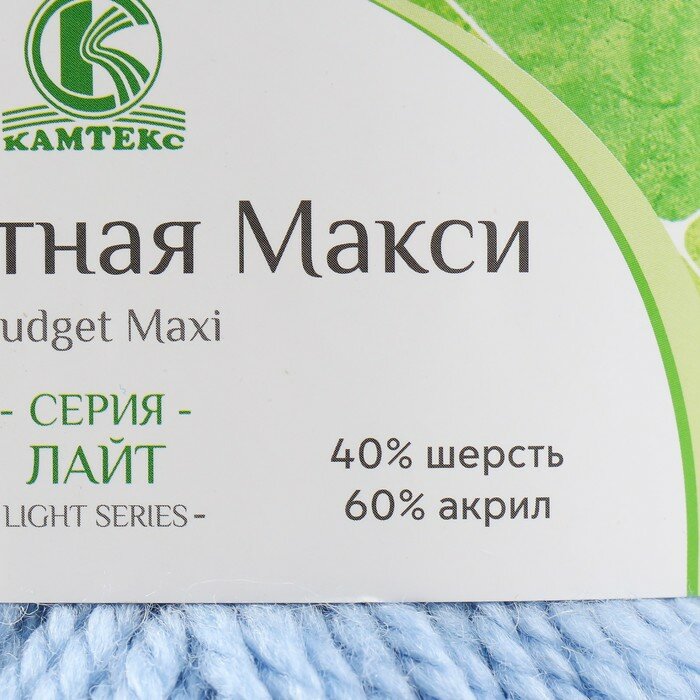 КАМТЕКС
тная Макси
udget Maxi
- СЕРИЯ -
ЛАЙТ
LIGHT SERIES -
40% шерсть
60% акрил